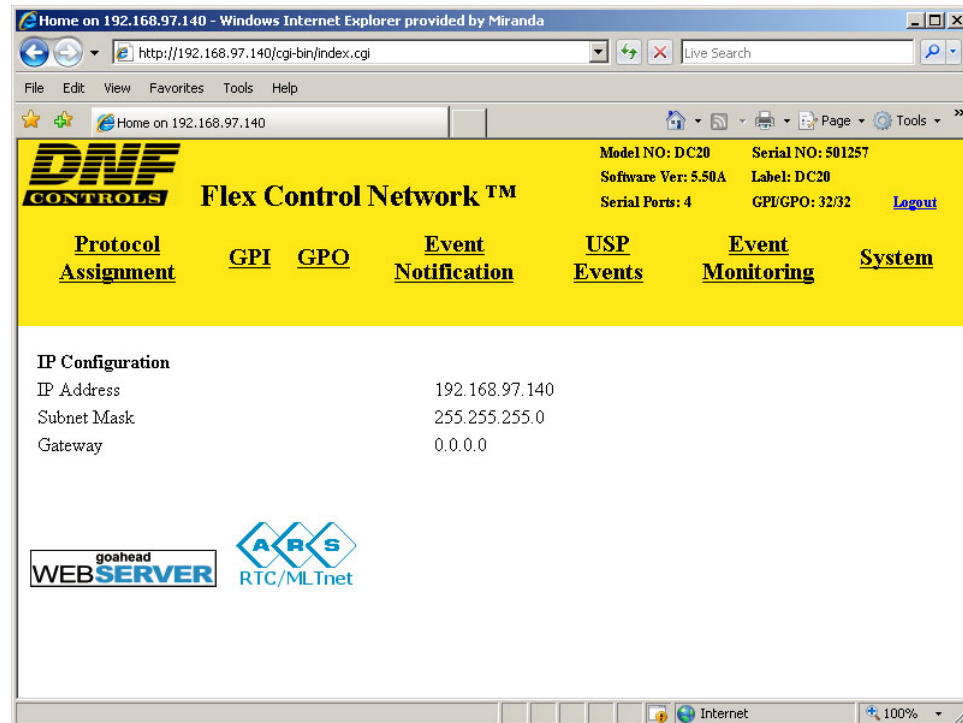 Home on 192.168.97.140 - Windows Internet Explorer provided by Miranda
http://192.168.97.140/cgi-bin/index.cgi
Live Search
File Edit View Favorites Tools Help
Home on 192.168.97.140
Page Tools »
DNF CONTROLS
Flex Control Network ™
Model NO: DC20 Serial NO: 501257
Software Ver: 5.50A Label: DC20
Serial Ports: 4 GPI/GPO: 32/32 Logout
Protocol Assignment
GPI
GPO
Event Notification
USP Events
Event Monitoring
System
IP Configuration
IP Address 192.168.97.140
Subnet Mask 255.255.255.0
Gateway 0.0.0.0
goahead
WEBSERVER
ARS
RTC/MLTnet
Internet 100%